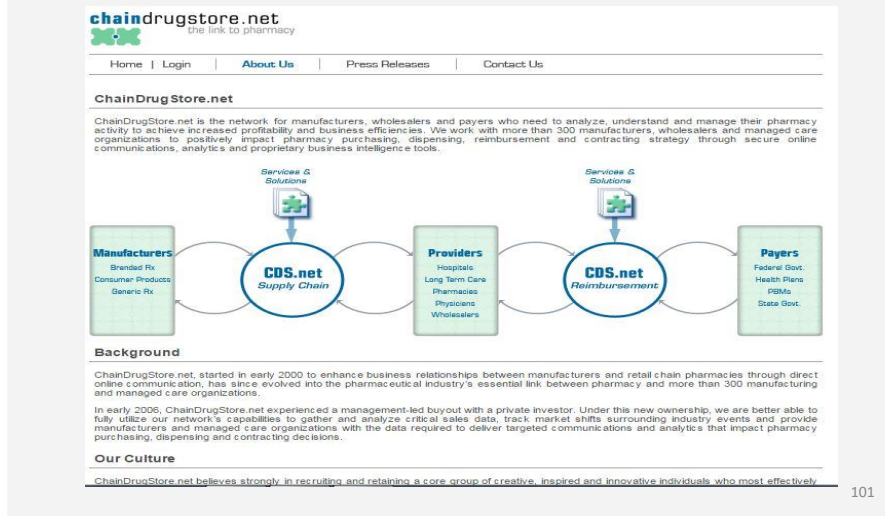 chaindrugstore.net
the link to pharmacy
Home | Login | About Us | Press Releases | Contact Us
ChainDrugStore.net
ChainDrugStore.net is the network for manufacturers, wholesalers and payers who need to analyze, understand and manage their pharmacy
activity to achieve increased profitability and business efficiencies. We work with more than 300 manufacturers, wholesalers and managed care
organizations to positively impact pharmacy purchasing, dispensing, reimbursement and contracting strategy through secure online
communications, analytics and proprietary business intelligence tools.
Services &
Solutions
Services &
Solutions
Manufacturers
Branded Rx
Consumer Products
Generic Rx
CDS.net
Supply Chain
Providers
Hospitals
Long Term Care
Pharmacies
Physicians
Wholesalers
CDS.net
Reimbursement
Payers
Federal Govt.
Health Plans
PBMs
State Govt.
Background
ChainDrugStore.net, started in early 2000 to enhance business relationships between manufacturers and retail chain pharmacies through direct
online communication, has since evolved into the pharmaceutical industry's essential link between pharmacy and more than 300 manufacturing
and managed care organizations.
In early 2006, ChainDrugStore.net experienced a management-led buyout with a private investor. Under this new ownership, we are better able to
fully utilize our network's capabilities to gather and analyze critical sales data, track market shifts surrounding industry events and provide
manufacturers and managed care organizations with the data required to deliver targeted communications and analytics that impact pharmacy
purchasing, dispensing and contracting decisions.
Our Culture
ChainDrugStore.net believes strongly in recruiting and retaining a core group of creative, inspired and innovative individuals who most effectively
101